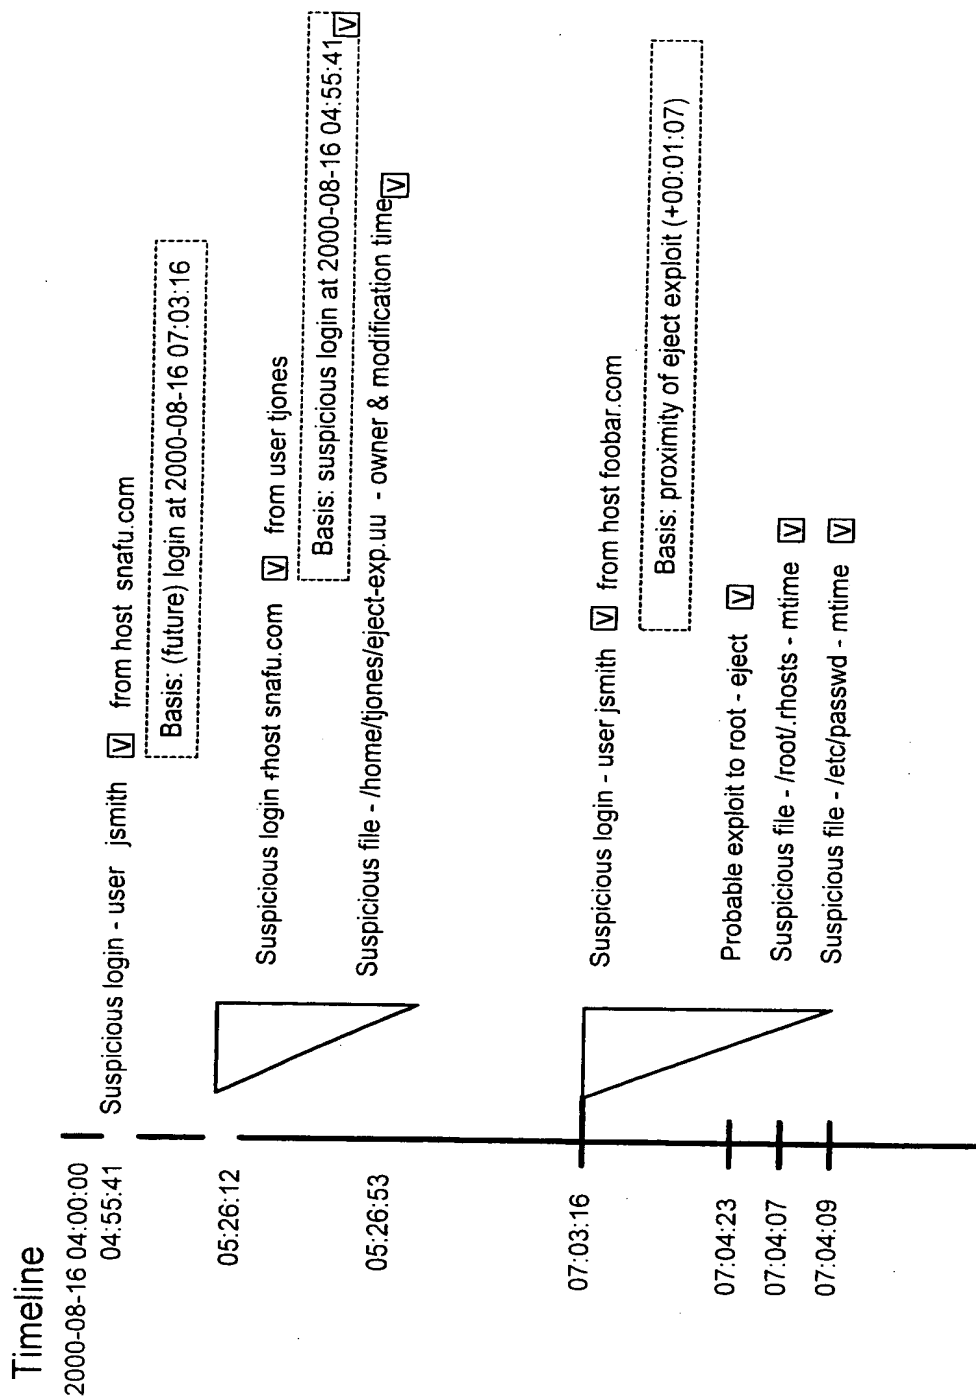 Timeline
2000-08-16 04:00:00
04:55:41
Suspicious login - user jsmith V from host snafu.com
Basis: (future) login at 2000-08-16 07:03:16
05:26:12
Suspicious login rhost snafu.com V from user tjones
Basis: suspicious login at 2000-08-16 04:55:41 V
05:26:53
Suspicious file - /home/tjones/eject-exp.uu - owner & modification time V
07:03:16
Suspicious login - user jsmith V from host foobar.com
Basis: proximity of eject exploit (+00:01:07)
07:04:23
Probable exploit to root - eject V
07:04:07
Suspicious file - /root/.rhosts - mtime V
07:04:09
Suspicious file - /etc/passwd - mtime V